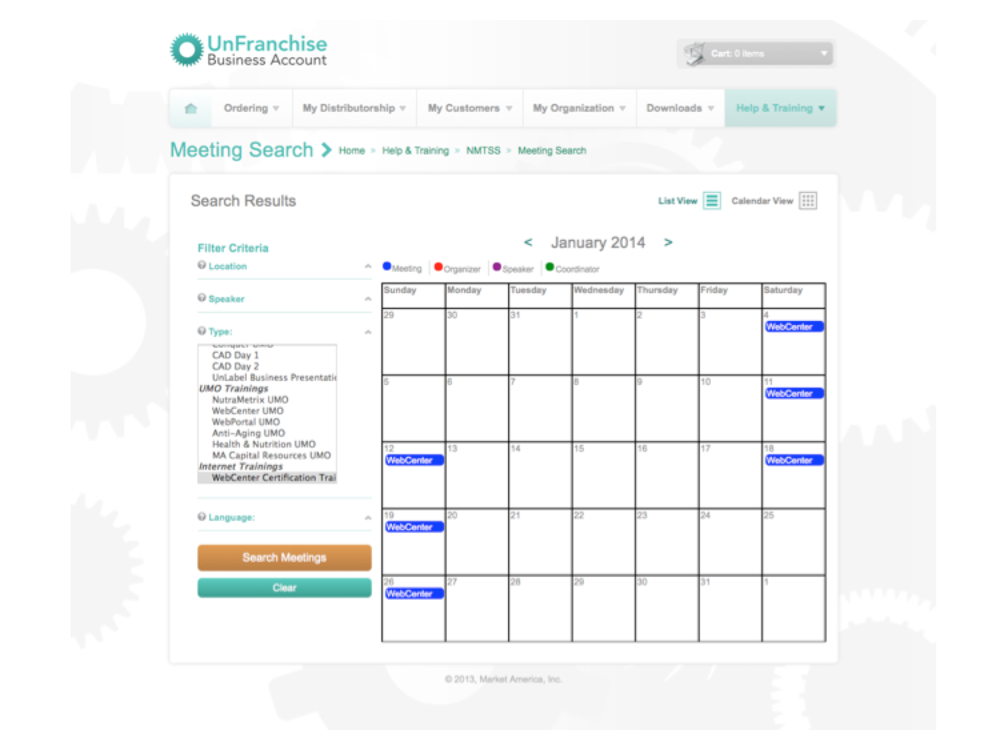 UnFranchise
Business Account
Cart: 0 items
Ordering
My Distributorship
My Customers
My Organization
Downloads
Help & Training
Meeting Search
Home » Help & Training » NMTSS » Meeting Search
Search Results
List View
Calendar View
Filter Criteria
Location
Speaker
Type:
Conquer UMO
CAD Day 1
CAD Day 2
UnLabel Business Presentatio
UMO Trainings
NutraMetrix UMO
WebCenter UMO
WebPortal UMO
Anti-Aging UMO
Health & Nutrition UMO
MA Capital Resources UMO
Internet Trainings
WebCenter Certification Trai
Language:
Search Meetings
Clear
< January 2014 >
Meeting Organizer Speaker Coordinator
Sunday Monday Tuesday Wednesday Thursday Friday Saturday
29 30 31 1 2 3 4
WebCenter
5 6 7 8 9 10 11
WebCenter
12 13 14 15 16 17 18
WebCenter WebCenter
19 20 21 22 23 24 25
WebCenter
26 27 28 29 30 31 1
WebCenter
© 2013, Market America, Inc.